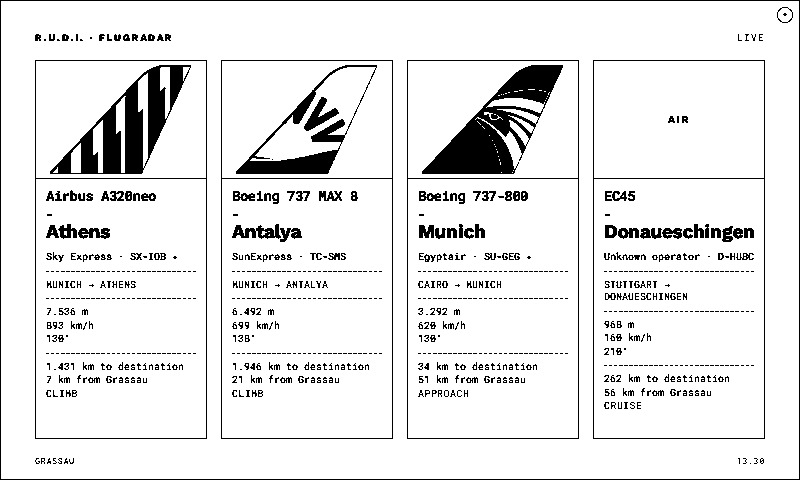 R.U.D.I. · FLUGRADAR
LIVE
Airbus A320neo
-
Athens
Sky Express · SX-IOB ✦
MUNICH → ATHENS
7.536 m
893 km/h
130°
1.431 km to destination
7 km from Grassau
CLIMB
Boeing 737 MAX 8
-
Antalya
SunExpress · TC-SMS
MUNICH → ANTALYA
6.492 m
699 km/h
138°
1.946 km to destination
21 km from Grassau
CLIMB
Boeing 737-800
-
Munich
Egyptair · SU-GEG ✦
CAIRO → MUNICH
3.292 m
620 km/h
130°
34 km to destination
51 km from Grassau
APPROACH
AIR
EC45
-
Donaueschingen
Unknown operator · D-HUBC
STUTTGART →
DONAUESCHINGEN
968 m
160 km/h
210°
262 km to destination
56 km from Grassau
CRUISE
GRASSAU
13.30